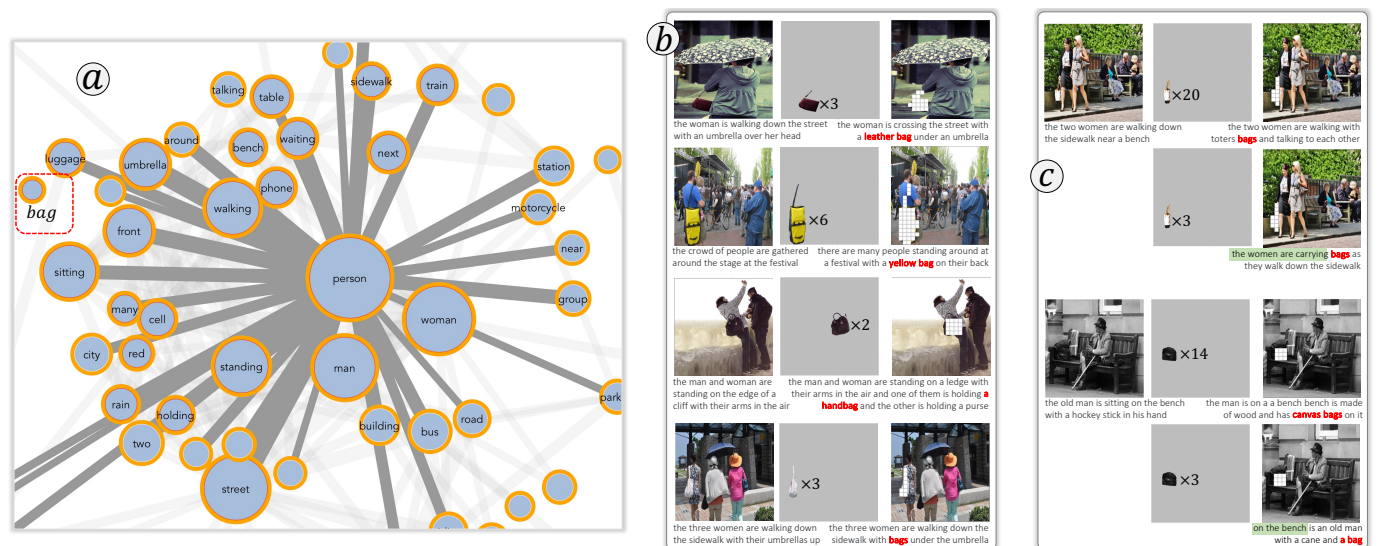 a
talking
table
sidewalk
train
around
bench
waiting
next
luggage
umbrella
phone
station
bag
walking
motorcycle
front
near
sitting
person
group
many
cell
woman
city
red
standing
man
park
rain
holding
building
bus
road
two
street
b
×3
the woman is walking down the street
with an umbrella over her head
the woman is crossing the street with
a leather bag under an umbrella
×6
the crowd of people are gathered
around the stage at the festival
there are many people standing around at
a festival with a yellow bag on their back
×2
the man and woman are
standing on the edge of a
cliff with their arms in the air
the man and woman are standing on a ledge with
their arms in the air and one of them is holding a
handbag and the other is holding a purse
×3
the three women are walking down
the sidewalk with their umbrellas up
the three women are walking down the
sidewalk with bags under the umbrella
c
×20
the two women are walking down
the sidewalk near a bench
the two women are walking with
toters bags and talking to each other
×3
the women are carrying bags as
they walk down the sidewalk
×14
the old man is sitting on the bench
with a hockey stick in his hand
the man is on a a bench bench is made
of wood and has canvas bags on it
×3
on the bench is an old man
with a cane and a bag